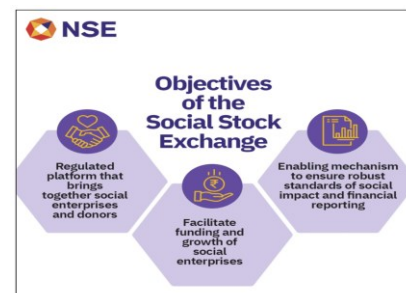 NSE
Objectives
of the
Social Stock
Exchange
Regulated
platform that
brings
together social
enterprises
and donors
Facilitate
funding and
growth of
social
enterprises
Enabling mechanism
to ensure robust
standards of social
impact and financial
reporting